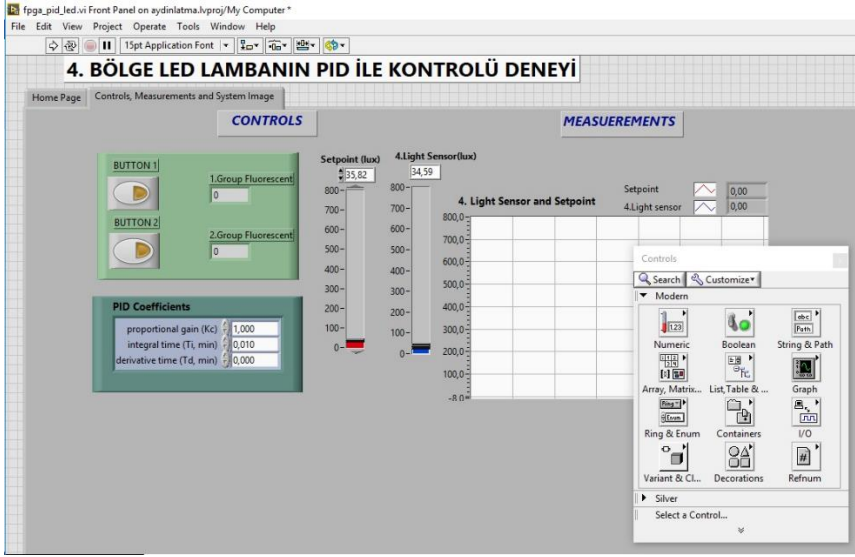 fpga_pid_led.vi Front Panel on aydinlatma.lvproj/My Computer *
File Edit View Project Operate Tools Window Help
15pt Application Font
4. BÖLGE LED LAMBANIN PID İLE KONTROLÜ DENEYİ
Home Page Controls, Measurements and System Image
CONTROLS
MEASUEREMENTS
BUTTON 1
1.Group Fluorescent
0
BUTTON 2
2.Group Fluorescent
0
PID Coefficients
proportional gain (Kc) 1,000
integral time (Ti, min) 0,010
derivative time (Td, min) 0,000
Setpoint (lux)
35,82
800-
700-
600-
500-
400-
300-
200-
100-
0-
4.Light Sensor(lux)
34,59
800-
700-
600-
500-
400-
300-
200-
100-
0-
4. Light Sensor and Setpoint
Setpoint 0,00
4.Light sensor 0,00
800,0-
700,0-
600,0-
500,0-
400,0-
300,0-
200,0-
100,0-
-8,0-
Controls
Search Customize
Modern
Numeric Boolean String & Path
Array, Matrix... List, Table & ... Graph
Ring & Enum Containers I/O
Variant & Cl... Decorations Refnum
Silver
Select a Control...